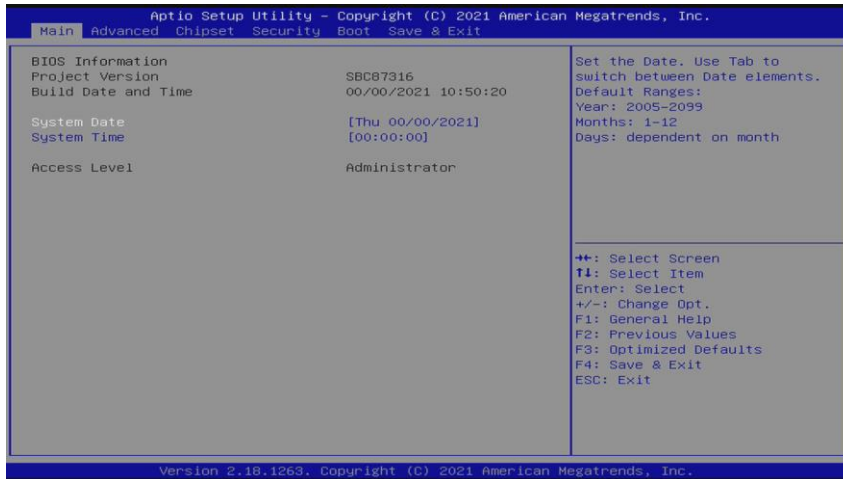 Aptio Setup Utility – Copyright (C) 2021 American Megatrends, Inc.
Main Advanced Chipset Security Boot Save & Exit
BIOS Information
Project Version SBC87316
Build Date and Time 00/00/2021 10:50:20
System Date [Thu 00/00/2021]
System Time [00:00:00]
Access Level Administrator
Set the Date. Use Tab to
switch between Date elements.
Default Ranges:
Year: 2005-2099
Months: 1-12
Days: dependent on month
→←: Select Screen
↑↓: Select Item
Enter: Select
+/-: Change Opt.
F1: General Help
F2: Previous Values
F3: Optimized Defaults
F4: Save & Exit
ESC: Exit
Version 2.18.1263. Copyright (C) 2021 American Megatrends, Inc.